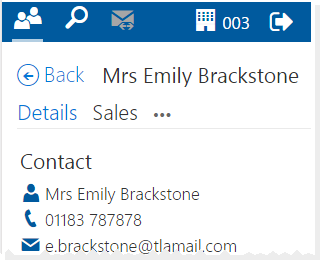 003
Back Mrs Emily Brackstone
Details Sales •••
Contact
Mrs Emily Brackstone
01183 787878
e.brackstone@tlamail.com